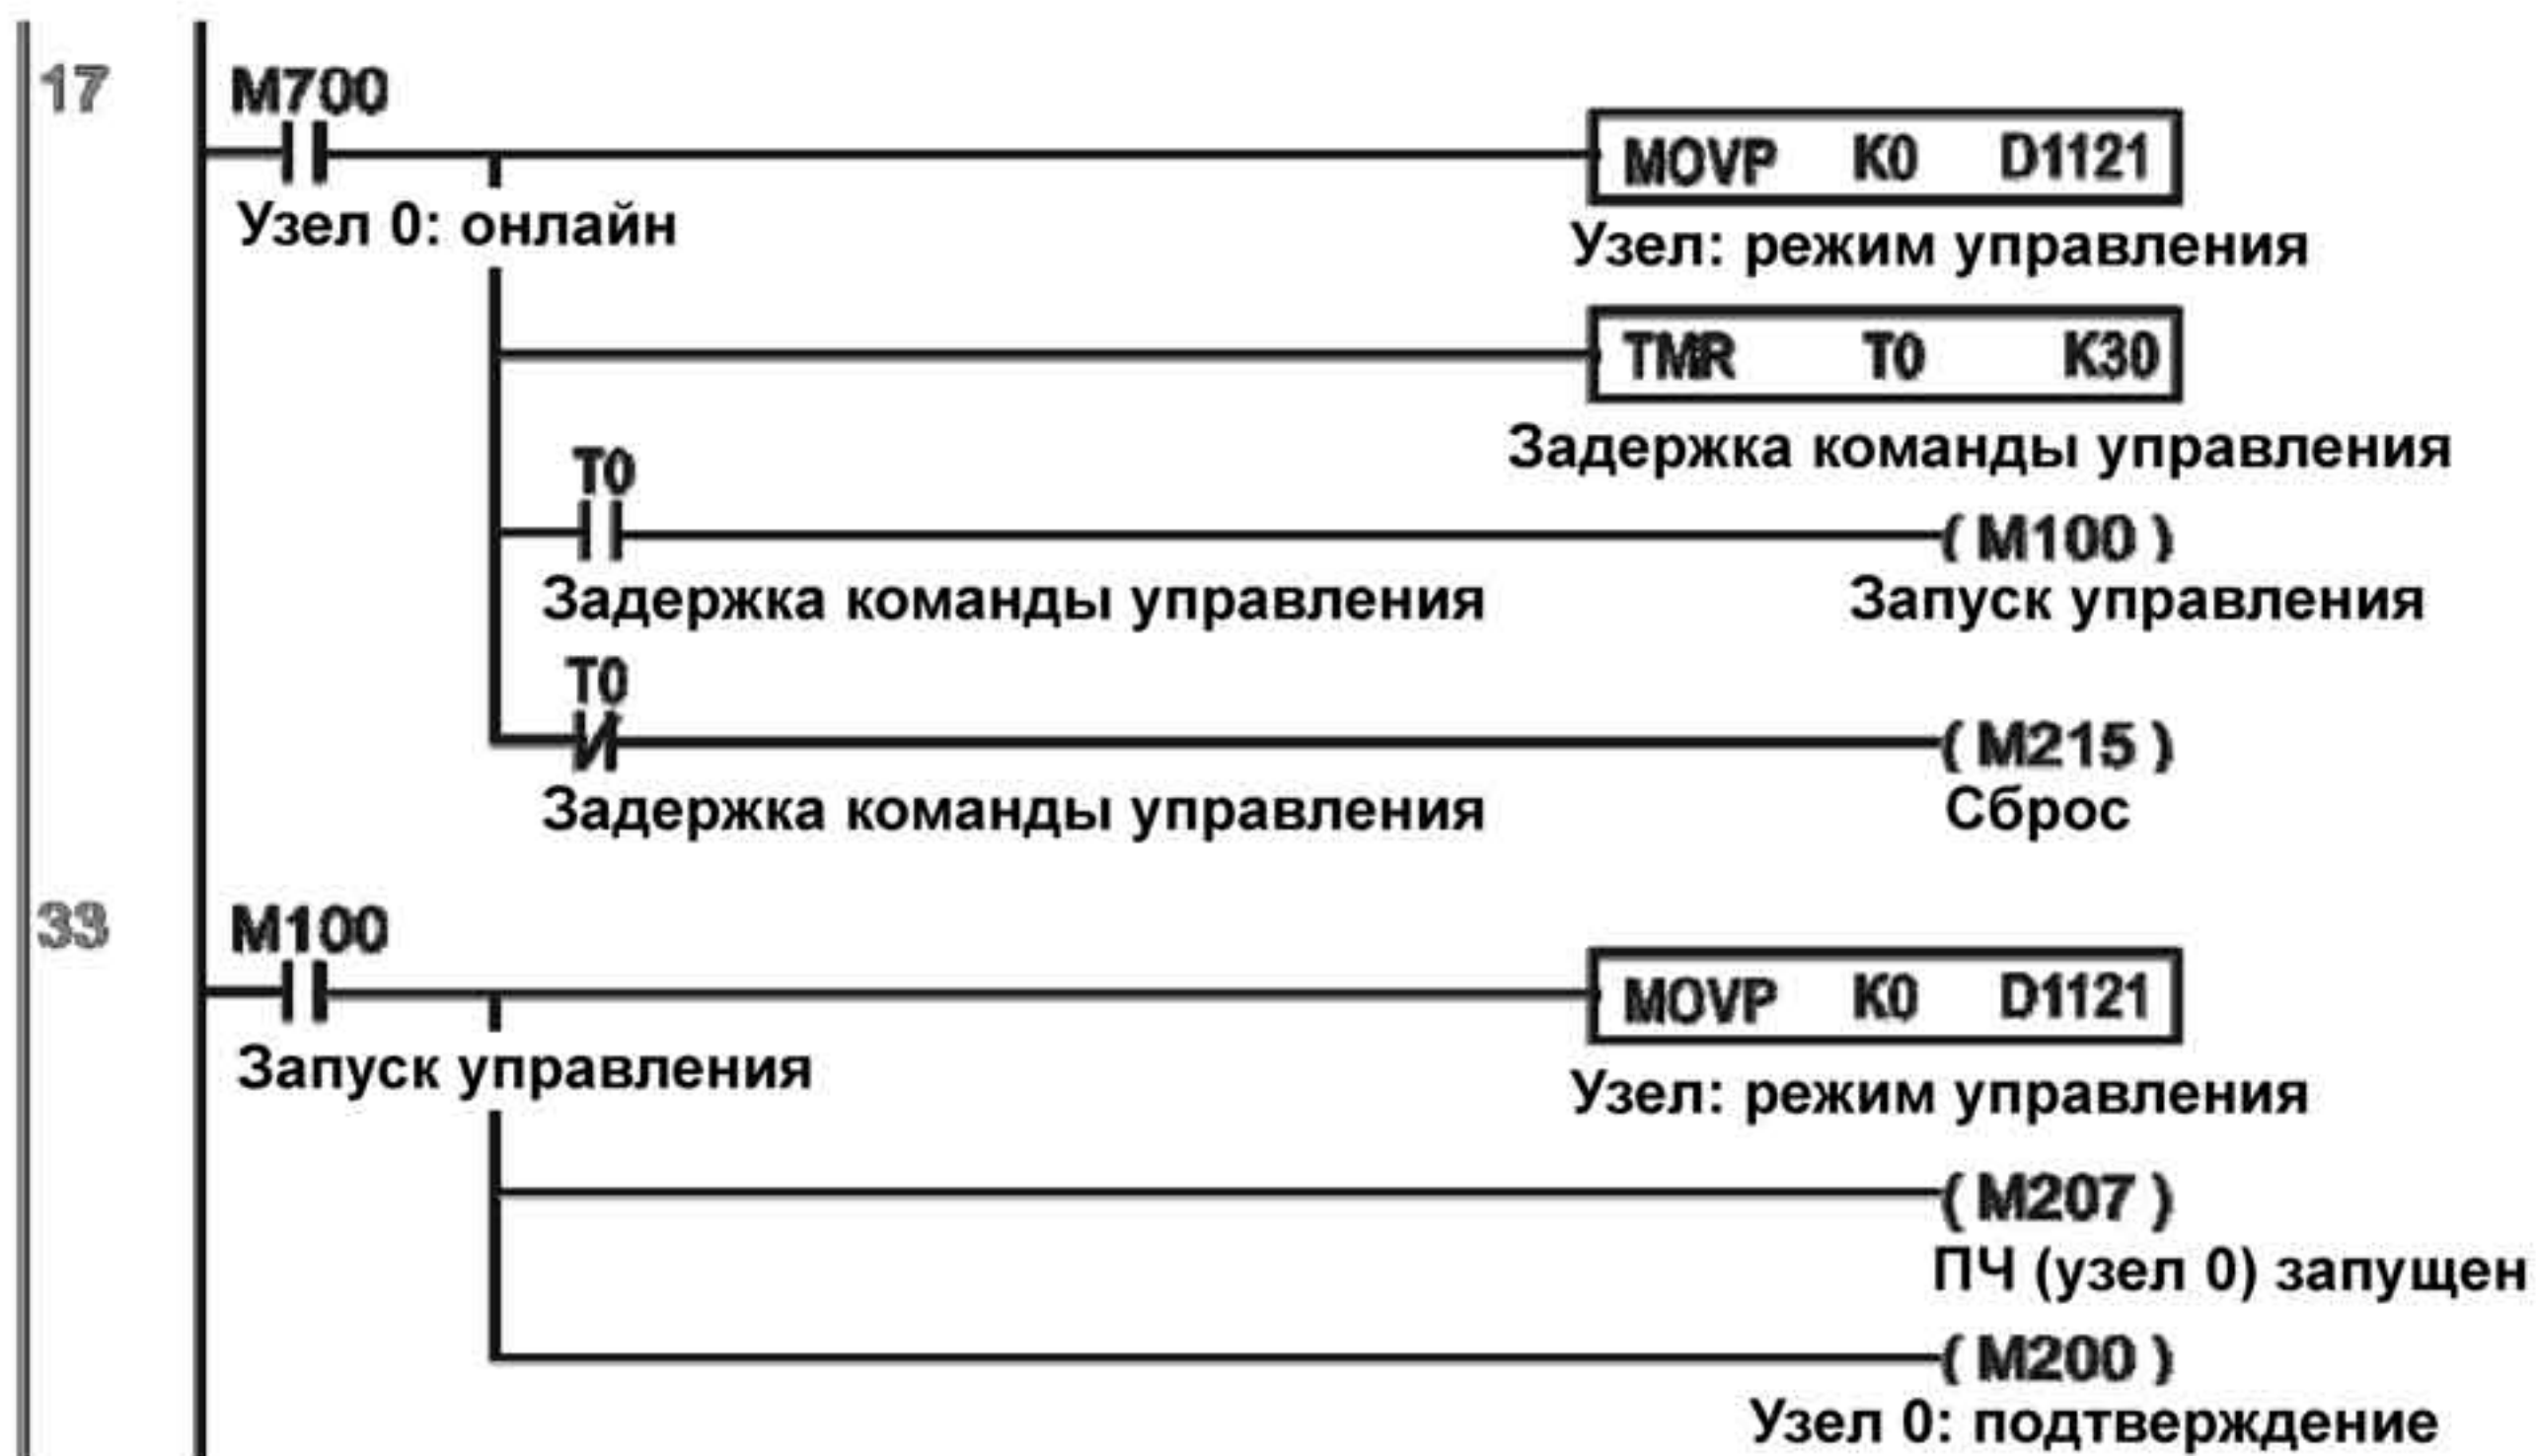 17
M700
MOVP K0 D1121
Узел 0: онлайн
Узел: режим управления
TMR T0 K30
Задержка команды управления
T0
( M100 )
Задержка команды управления
Запуск управления
T0
( M215 )
Задержка команды управления
Сброс
33
M100
MOVP K0 D1121
Запуск управления
Узел: режим управления
( M207 )
ПЧ (узел 0) запущен
( M200 )
Узел 0: подтверждение